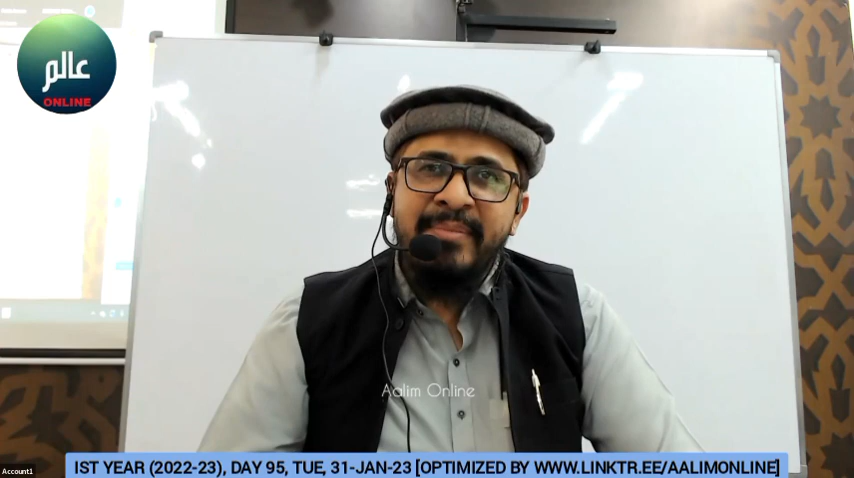 عالم
ONLINE
Aalim Online
Account1
IST YEAR (2022-23), DAY 95, TUE, 31-JAN-23 [OPTIMIZED BY WWW.LINKTR.EE/AALIMONLINE]